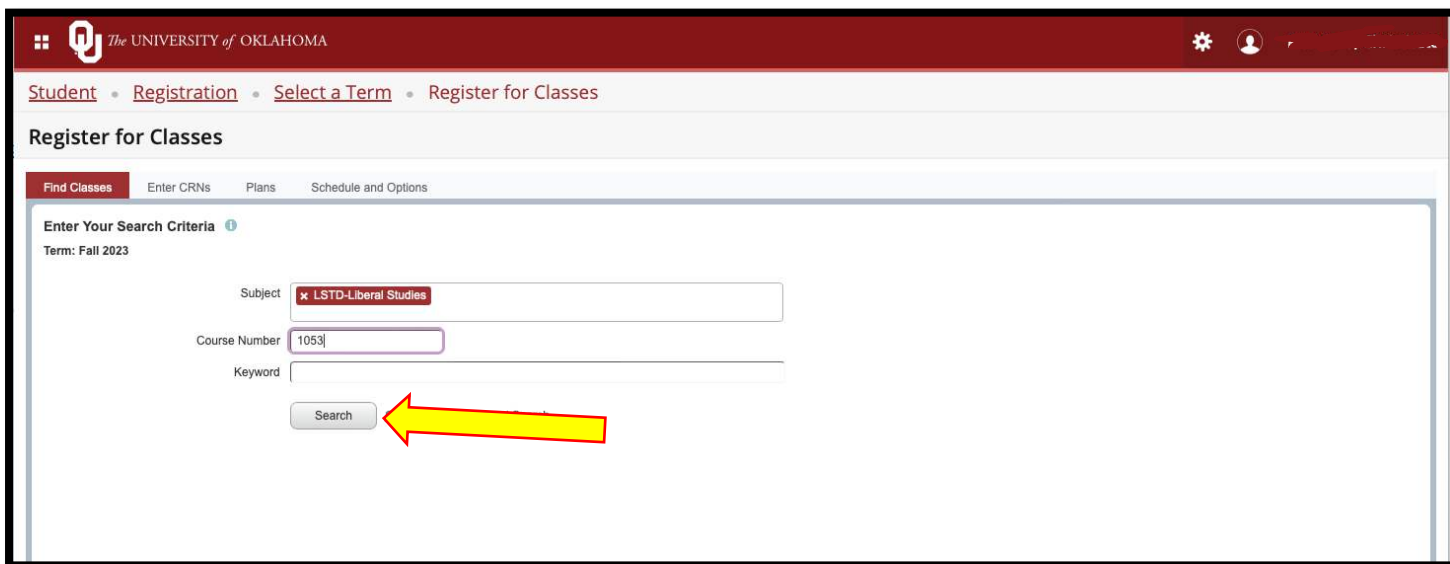 The UNIVERSITY of OKLAHOMA
Student • Registration • Select a Term • Register for Classes
Register for Classes
Find Classes Enter CRNs Plans Schedule and Options
Enter Your Search Criteria
Term: Fall 2023
Subject × LSTD-Liberal Studies
Course Number 1053
Keyword
Search